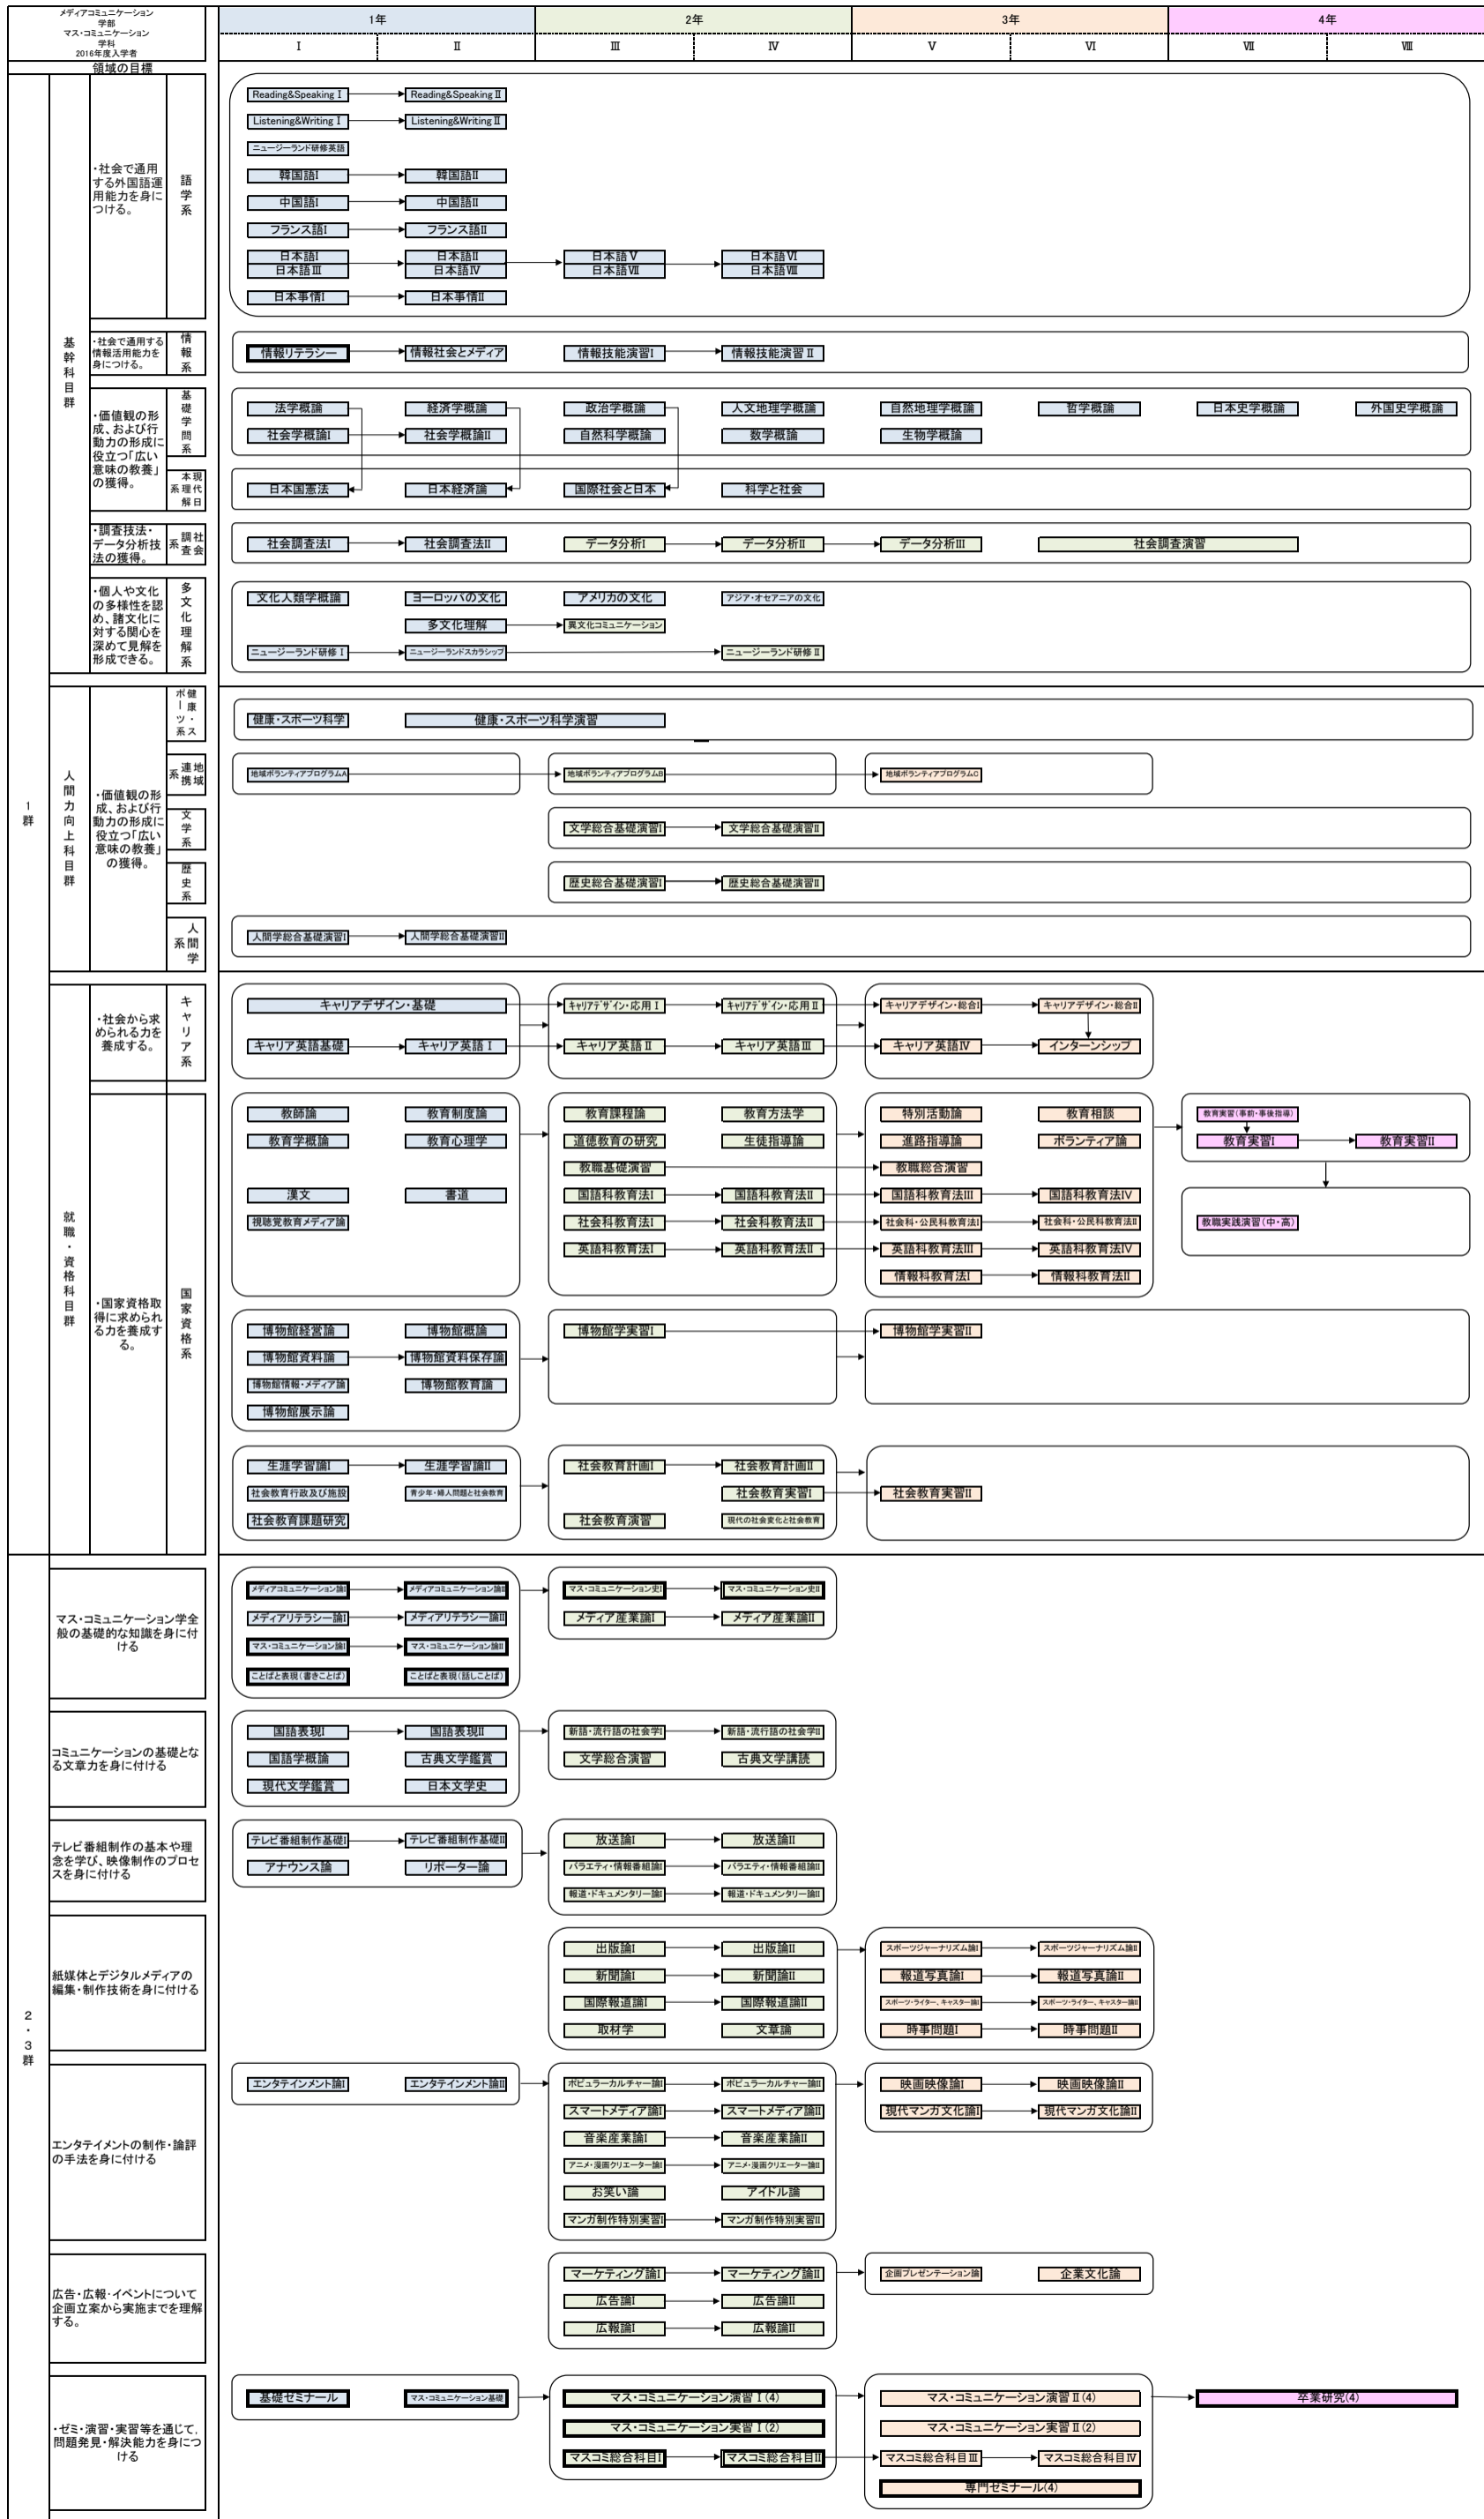 メディアコミュニケーション
学部
マス・コミュニケーション
学科
2016年度入学者
1年
2年
3年
4年
Ⅰ
Ⅱ
Ⅲ
Ⅳ
Ⅴ
Ⅵ
Ⅶ
Ⅷ
領域の目標
1群
基幹科目群
・社会で通用
する外国語運
用能力を身に
つける。
語学系
Reading&Speaking Ⅰ
Reading&Speaking Ⅱ
Listening&Writing Ⅰ
Listening&Writing Ⅱ
ニュージーランド研修英語
韓国語I
韓国語II
中国語I
中国語II
フランス語I
フランス語II
日本語I
日本語II
日本語Ⅴ
日本語Ⅵ
日本語Ⅲ
日本語Ⅳ
日本語Ⅶ
日本語Ⅷ
日本事情I
日本事情II
・社会で通用する
情報活用能力を
身につける。
情報系
情報リテラシー
情報社会とメディア
情報技能演習I
情報技能演習Ⅱ
・価値観の形
成、および行
動力の形成に
役立つ「広い
意味の教養」
の獲得。
基礎学問系
法学概論
経済学概論
政治学概論
人文地理学概論
自然地理学概論
哲学概論
日本史学概論
外国史学概論
社会学概論I
社会学概論II
自然科学概論
数学概論
生物学概論
現代日本理解系
日本国憲法
日本経済論
国際社会と日本
科学と社会
・調査技法・
データ分析技
法の獲得。
社会調査系
社会調査法I
社会調査法II
データ分析I
データ分析II
データ分析III
社会調査演習
・個人や文化
の多様性を認
め、諸文化に
対する関心を
深めて見解を
形成できる。
多文化理解系
文化人類学概論
ヨーロッパの文化
アメリカの文化
アジア・オセアニアの文化
多文化理解
異文化コミュニケーション
ニュージーランド研修Ⅰ
ニュージーランドスカラシップ
ニュージーランド研修Ⅱ
人間力向上科目群
・価値観の形
成、および行
動力の形成に
役立つ「広い
意味の教養」
の獲得。
健康・スポーツ系
健康・スポーツ科学
健康・スポーツ科学演習
地域連携系
地域ボランティアプログラムA
地域ボランティアプログラムB
地域ボランティアプログラムC
文学系
文学総合基礎演習I
文学総合基礎演習II
歴史系
歴史総合基礎演習I
歴史総合基礎演習II
人間学系
人間学総合基礎演習I
人間学総合基礎演習II
就職・資格科目群
・社会から求
められる力を
養成する。
キャリア系
キャリアデザイン・基礎
キャリアデザイン・応用Ⅰ
キャリアデザイン・応用Ⅱ
キャリアデザイン・総合I
キャリアデザイン・総合II
キャリア英語基礎
キャリア英語Ⅰ
キャリア英語Ⅱ
キャリア英語Ⅲ
キャリア英語Ⅳ
インターンシップ
・国家資格取
得に求められ
る力を養成す
る。
国家資格系
教師論
教育制度論
教育課程論
教育方法学
特別活動論
教育相談
教育実習(事前・事後指導)
教育学概論
教育心理学
道徳教育の研究
生徒指導論
進路指導論
ボランティア論
教育実習I
教育実習II
教職基礎演習
教職総合演習
漢文
書道
国語科教育法I
国語科教育法II
国語科教育法III
国語科教育法IV
視聴覚教育メディア論
社会科教育法I
社会科教育法II
社会科・公民科教育法I
社会科・公民科教育法II
教職実践演習(中・高)
英語科教育法I
英語科教育法II
英語科教育法III
英語科教育法IV
情報科教育法I
情報科教育法II
博物館経営論
博物館概論
博物館学実習I
博物館学実習II
博物館資料論
博物館資料保存論
博物館情報・メディア論
博物館教育論
博物館展示論
生涯学習論I
生涯学習論II
社会教育計画I
社会教育計画II
社会教育行政及び施設
青少年・婦人問題と社会教育
社会教育実習I
社会教育実習II
社会教育課題研究
社会教育演習
現代の社会変化と社会教育
2・3群
マス・コミュニケーション学全
般の基礎的な知識を身に付
ける
メディアコミュニケーション論I
メディアコミュニケーション論II
マス・コミュニケーション史I
マス・コミュニケーション史II
メディアリテラシー論I
メディアリテラシー論II
メディア産業論I
メディア産業論II
マス・コミュニケーション論I
マス・コミュニケーション論II
ことばと表現(書きことば)
ことばと表現(話しことば)
コミュニケーションの基礎とな
る文章力を身に付ける
国語表現I
国語表現II
新語・流行語の社会学I
新語・流行語の社会学II
国語学概論
古典文学鑑賞
文学総合演習
古典文学講読
現代文学鑑賞
日本文学史
テレビ番組制作の基本や理
念を学び、映像制作のプロセ
スを身に付ける
テレビ番組制作基礎I
テレビ番組制作基礎II
放送論I
放送論II
アナウンス論
リポーター論
バラエティ・情報番組論I
バラエティ・情報番組論II
報道・ドキュメンタリー論I
報道・ドキュメンタリー論II
紙媒体とデジタルメディアの
編集・制作技術を身に付ける
出版論I
出版論II
スポーツジャーナリズム論I
スポーツジャーナリズム論II
新聞論I
新聞論II
報道写真論I
報道写真論II
国際報道論I
国際報道論II
スポーツ・ライター、キャスター論I
スポーツ・ライター、キャスター論II
取材学
文章論
時事問題I
時事問題II
エンタテイメントの制作・論評
の手法を身に付ける
エンタテインメント論I
エンタテインメント論II
ポピュラーカルチャー論I
ポピュラーカルチャー論II
映画映像論I
映画映像論II
スマートメディア論I
スマートメディア論II
現代マンガ文化論I
現代マンガ文化論II
音楽産業論I
音楽産業論II
アニメ・漫画クリエーター論I
アニメ・漫画クリエーター論II
お笑い論
アイドル論
マンガ制作特別実習I
マンガ制作特別実習II
広告・広報・イベントについて
企画立案から実施までを理解
する。
マーケティング論I
マーケティング論II
企画プレゼンテーション論
企業文化論
広告論I
広告論II
広報論I
広報論II
・ゼミ・演習・実習等を通じて、
問題発見・解決能力を身につ
ける
基礎セミナール
マス・コミュニケーション基礎
マス・コミュニケーション演習Ⅰ(4)
マス・コミュニケーション演習Ⅱ(4)
卒業研究(4)
マス・コミュニケーション実習Ⅰ(2)
マス・コミュニケーション実習Ⅱ(2)
マスコミ総合科目I
マスコミ総合科目II
マスコミ総合科目Ⅲ
マスコミ総合科目Ⅳ
専門ゼミナール(4)